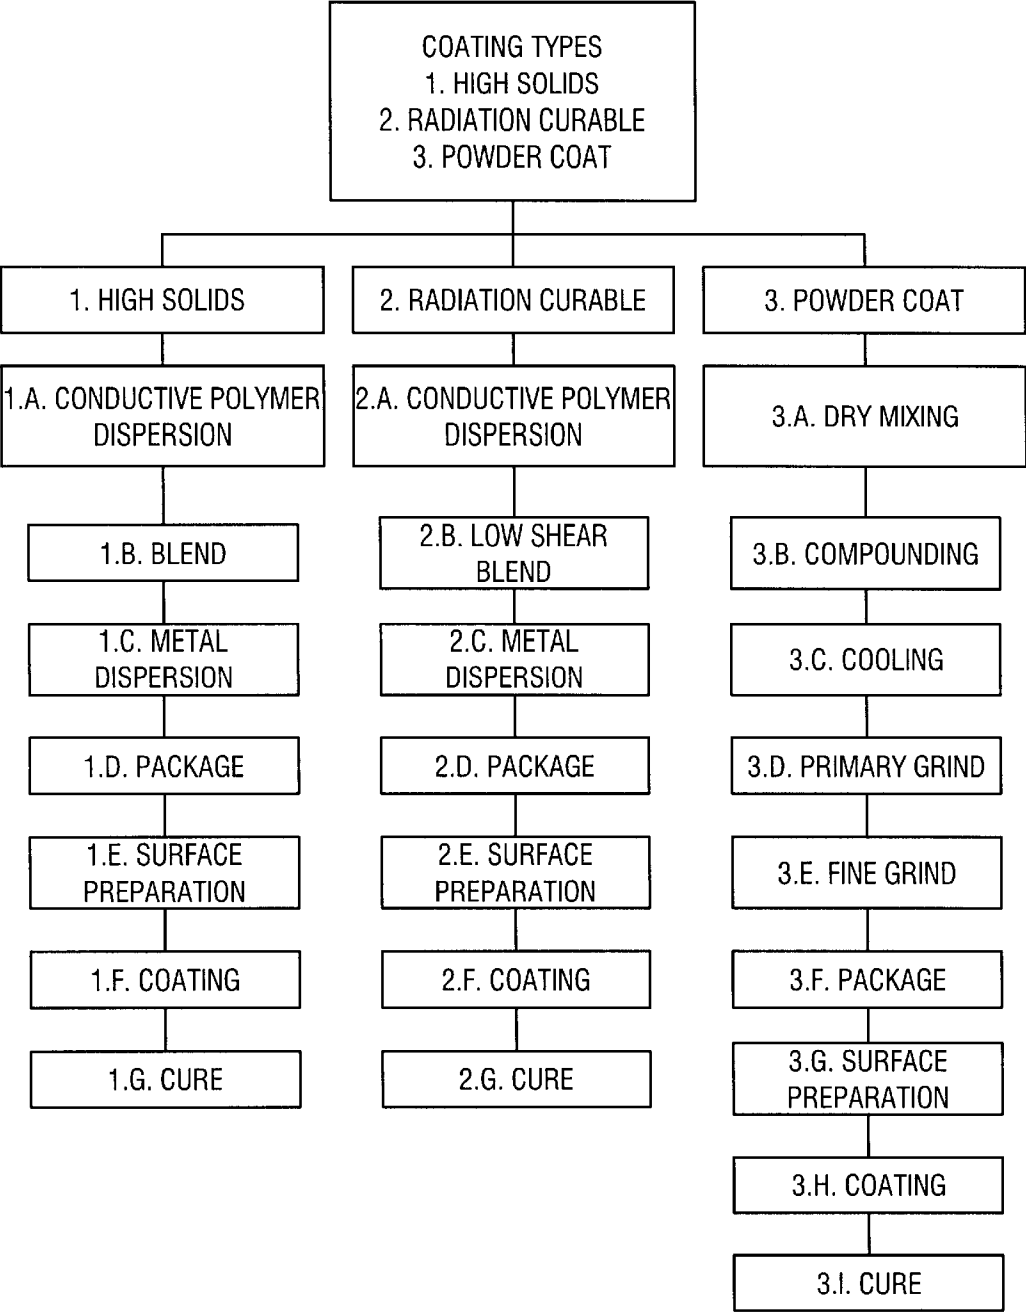 COATING TYPES
1. HIGH SOLIDS
2. RADIATION CURABLE
3. POWDER COAT
1. HIGH SOLIDS
1.A. CONDUCTIVE POLYMER
DISPERSION
1.B. BLEND
1.C. METAL
DISPERSION
1.D. PACKAGE
1.E. SURFACE
PREPARATION
1.F. COATING
1.G. CURE
2. RADIATION CURABLE
2.A. CONDUCTIVE POLYMER
DISPERSION
2.B. LOW SHEAR
BLEND
2.C. METAL
DISPERSION
2.D. PACKAGE
2.E. SURFACE
PREPARATION
2.F. COATING
2.G. CURE
3. POWDER COAT
3.A. DRY MIXING
3.B. COMPOUNDING
3.C. COOLING
3.D. PRIMARY GRIND
3.E. FINE GRIND
3.F. PACKAGE
3.G. SURFACE
PREPARATION
3.H. COATING
3.I. CURE